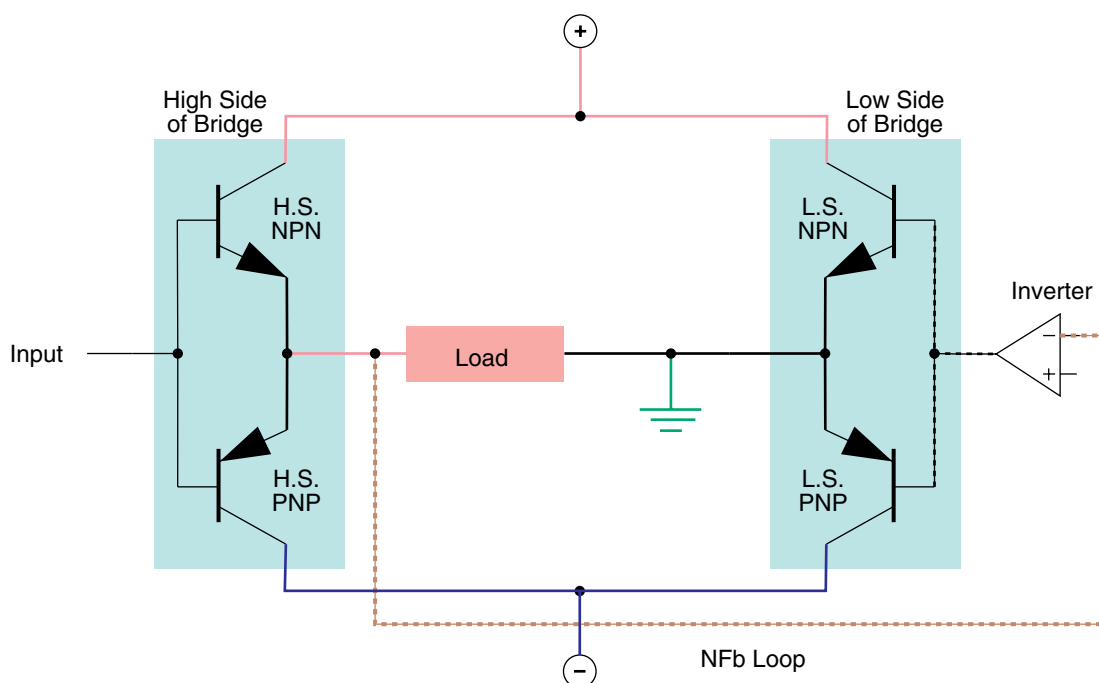 +
High Side
of Bridge
Low Side
of Bridge
H.S.
NPN
L.S.
NPN
Inverter
Input
Load
−
+
H.S.
PNP
L.S.
PNP
NFb Loop
−